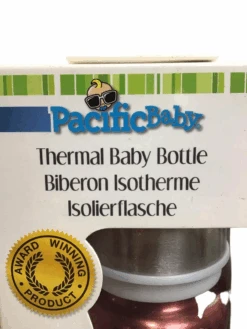 PacificBaby
Thermal Baby Bottle
Biberon Isotherme
Isolierflasche
AWARD WINNING
PRODUCT